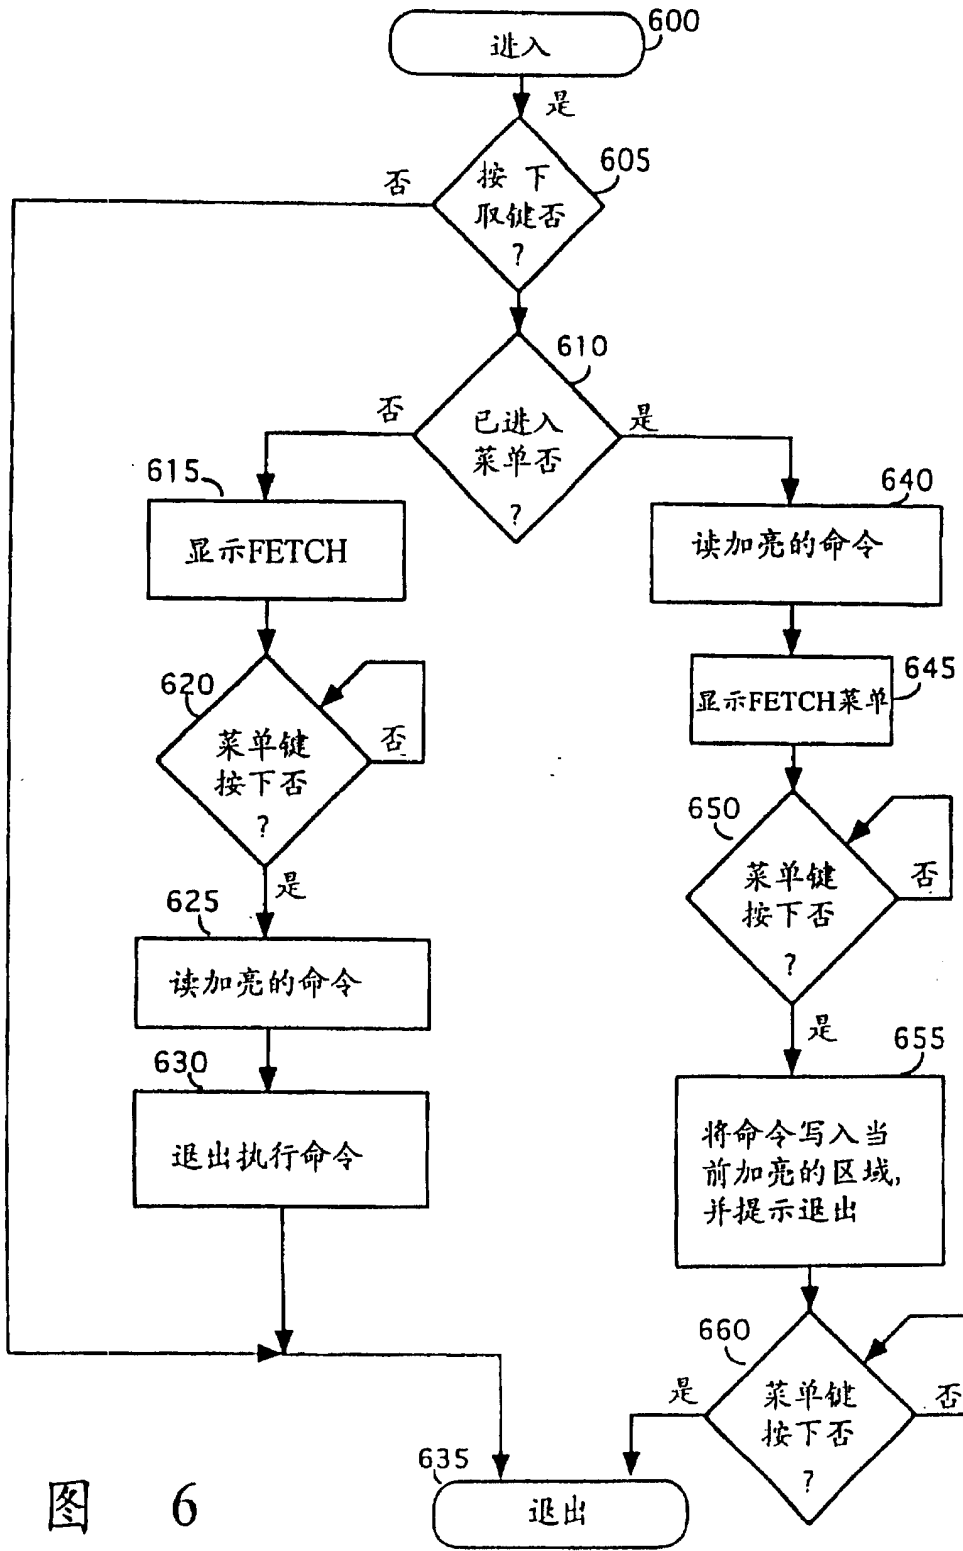 进入
600
是
605
否
按下
取键否
?
610
否
已进入
菜单否
?
是
615
显示FETCH
640
读加亮的命令
620
菜单键
按下否
?
否
645
显示FETCH菜单
650
菜单键
按下否
?
否
是
625
读加亮的命令
是
630
退出执行命令
655
将命令写入当
前加亮的区域,
并提示退出
660
是
菜单键
按下否
?
否
635
退出
图 6